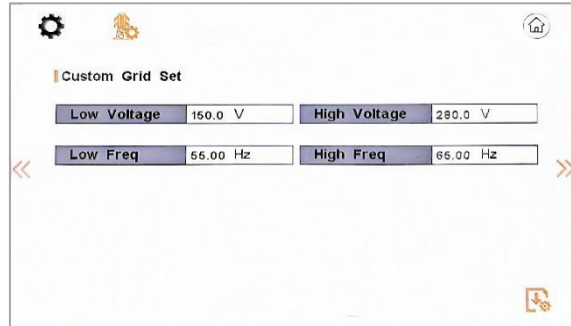 Custom Grid Set
Low Voltage 150.0 V High Voltage 280.0 V
Low Freq 55.00 Hz High Freq 65.00 Hz